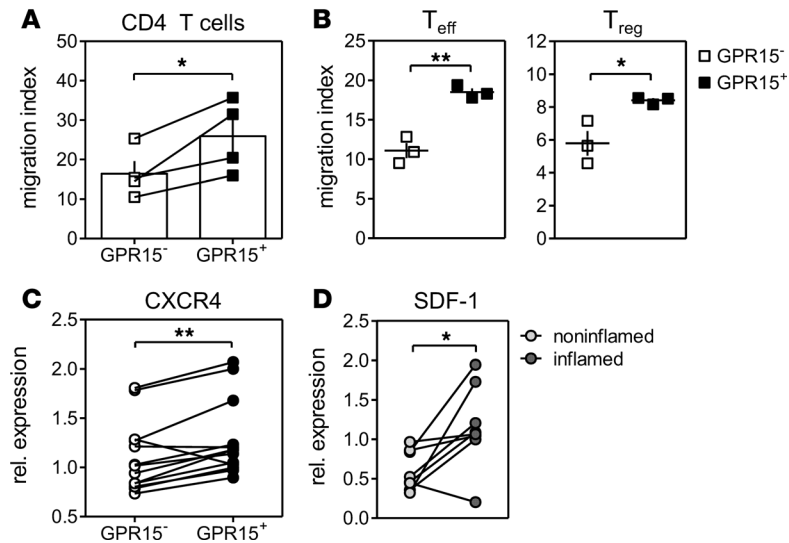 A
CD4 T cells
migration index
50
40
30
20
10
0
*
GPR15⁻
GPR15⁺
B
T_eff
migration index
25
20
15
10
5
0
**
T_reg
12
10
8
6
4
2
0
*
GPR15⁻
GPR15⁺
C
CXCR4
rel. expression
2.5
2.0
1.5
1.0
0.5
**
GPR15⁻
GPR15⁺
D
SDF-1
rel. expression
2.5
2.0
1.5
1.0
0.5
0.0
*
noninflamed
inflamed